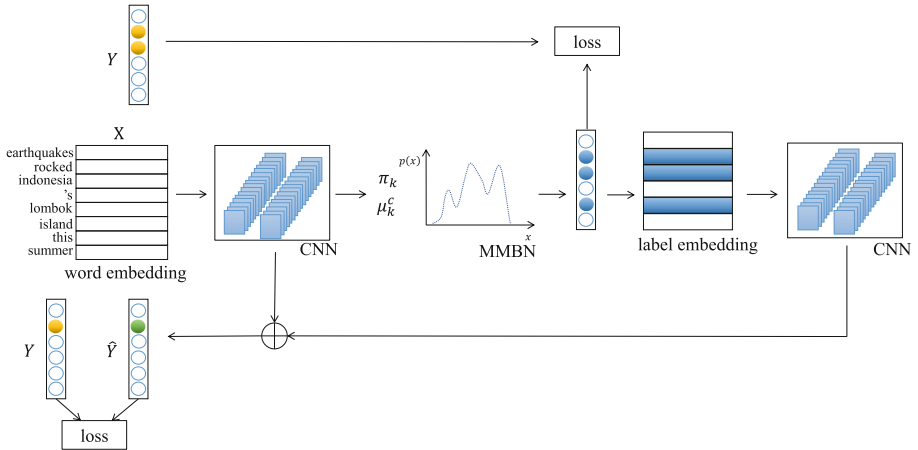 Y
loss
X
earthquakes
rocked
indonesia
's
lombok
island
this
summer
word embedding
CNN
π_k
μ_k^c
p(x)
x
MMBN
label embedding
CNN
Y
Ŷ
loss